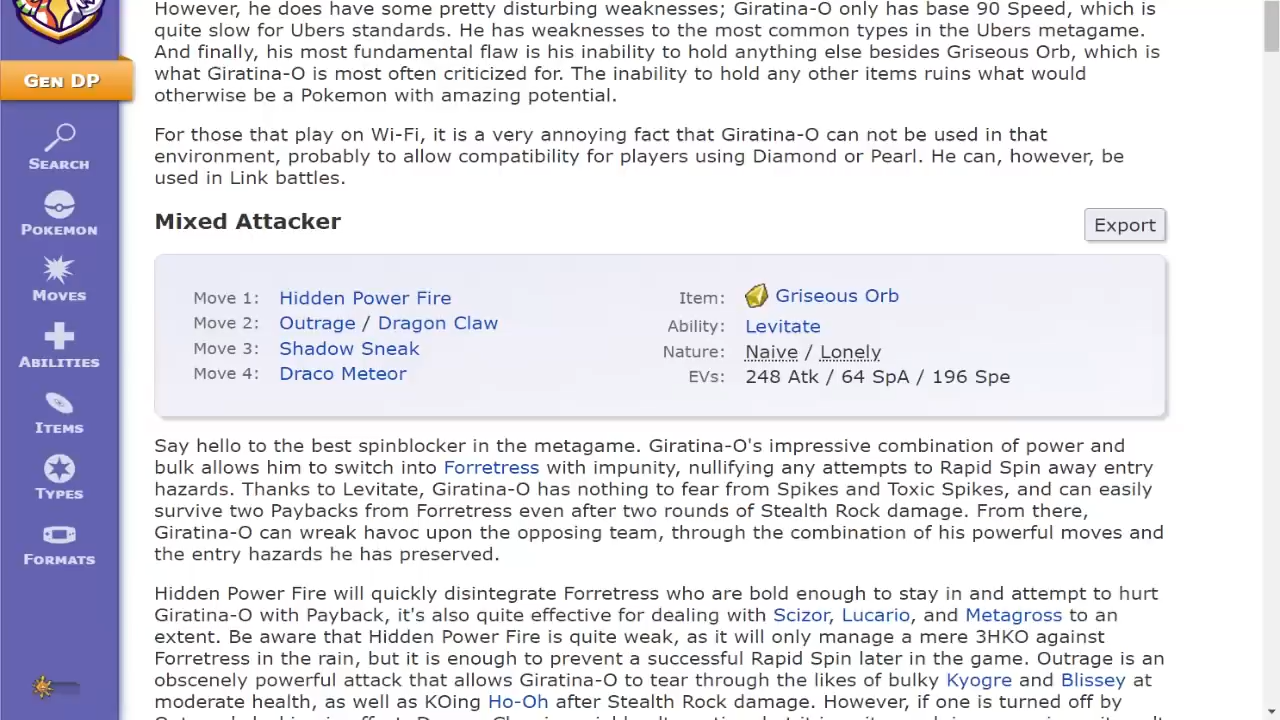 However, he does have some pretty disturbing weaknesses; Giratina-O only has base 90 Speed, which is
quite slow for Ubers standards. He has weaknesses to the most common types in the Ubers metagame.
And finally, his most fundamental flaw is his inability to hold anything else besides Griseous Orb, which is
what Giratina-O is most often criticized for. The inability to hold any other items ruins what would
otherwise be a Pokemon with amazing potential.
For those that play on Wi-Fi, it is a very annoying fact that Giratina-O can not be used in that
environment, probably to allow compatibility for players using Diamond or Pearl. He can, however, be
used in Link battles.
Mixed Attacker
Export
Move 1: Hidden Power Fire
Move 2: Outrage / Dragon Claw
Move 3: Shadow Sneak
Move 4: Draco Meteor
Item: Griseous Orb
Ability: Levitate
Nature: Naive / Lonely
EVs: 248 Atk / 64 SpA / 196 Spe
Say hello to the best spinblocker in the metagame. Giratina-O's impressive combination of power and
bulk allows him to switch into Forretress with impunity, nullifying any attempts to Rapid Spin away entry
hazards. Thanks to Levitate, Giratina-O has nothing to fear from Spikes and Toxic Spikes, and can easily
survive two Paybacks from Forretress even after two rounds of Stealth Rock damage. From there,
Giratina-O can wreak havoc upon the opposing team, through the combination of his powerful moves and
the entry hazards he has preserved.
Hidden Power Fire will quickly disintegrate Forretress who are bold enough to stay in and attempt to hurt
Giratina-O with Payback, it's also quite effective for dealing with Scizor, Lucario, and Metagross to an
extent. Be aware that Hidden Power Fire is quite weak, as it will only manage a mere 3HKO against
Forretress in the rain, but it is enough to prevent a successful Rapid Spin later in the game. Outrage is an
obscenely powerful attack that allows Giratina-O to tear through the likes of bulky Kyogre and Blissey at
moderate health, as well as KOing Ho-Oh after Stealth Rock damage. However, if one is turned off by
GEN DP
SEARCH
POKEMON
MOVES
ABILITIES
ITEMS
TYPES
FORMATS